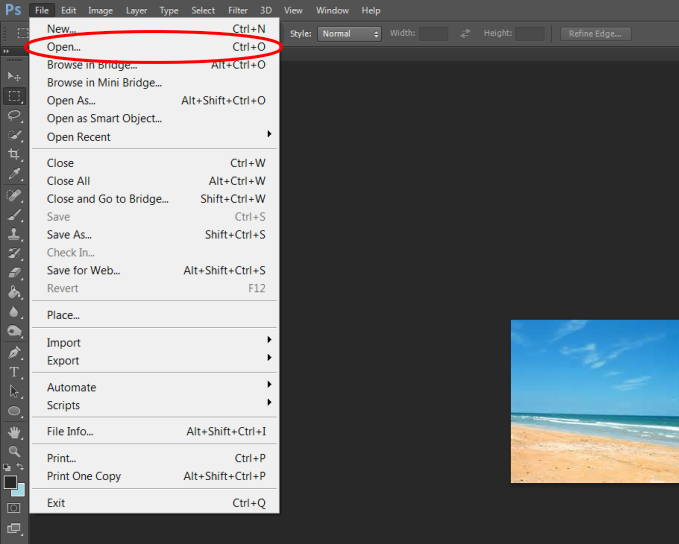 Ps File Edit Image Layer Type Select Filter 3D View Window Help
Style: Normal Width: Height: Refine Edge...
New... Ctrl+N
Open... Ctrl+O
Browse in Bridge... Alt+Ctrl+O
Browse in Mini Bridge...
Open As... Alt+Shift+Ctrl+O
Open as Smart Object...
Open Recent
Close Ctrl+W
Close All Alt+Ctrl+W
Close and Go to Bridge... Shift+Ctrl+W
Save Ctrl+S
Save As... Shift+Ctrl+S
Check In...
Save for Web... Alt+Shift+Ctrl+S
Revert F12
Place...
Import
Export
Automate
Scripts
File Info... Alt+Shift+Ctrl+I
Print... Ctrl+P
Print One Copy Alt+Shift+Ctrl+P
Exit Ctrl+Q